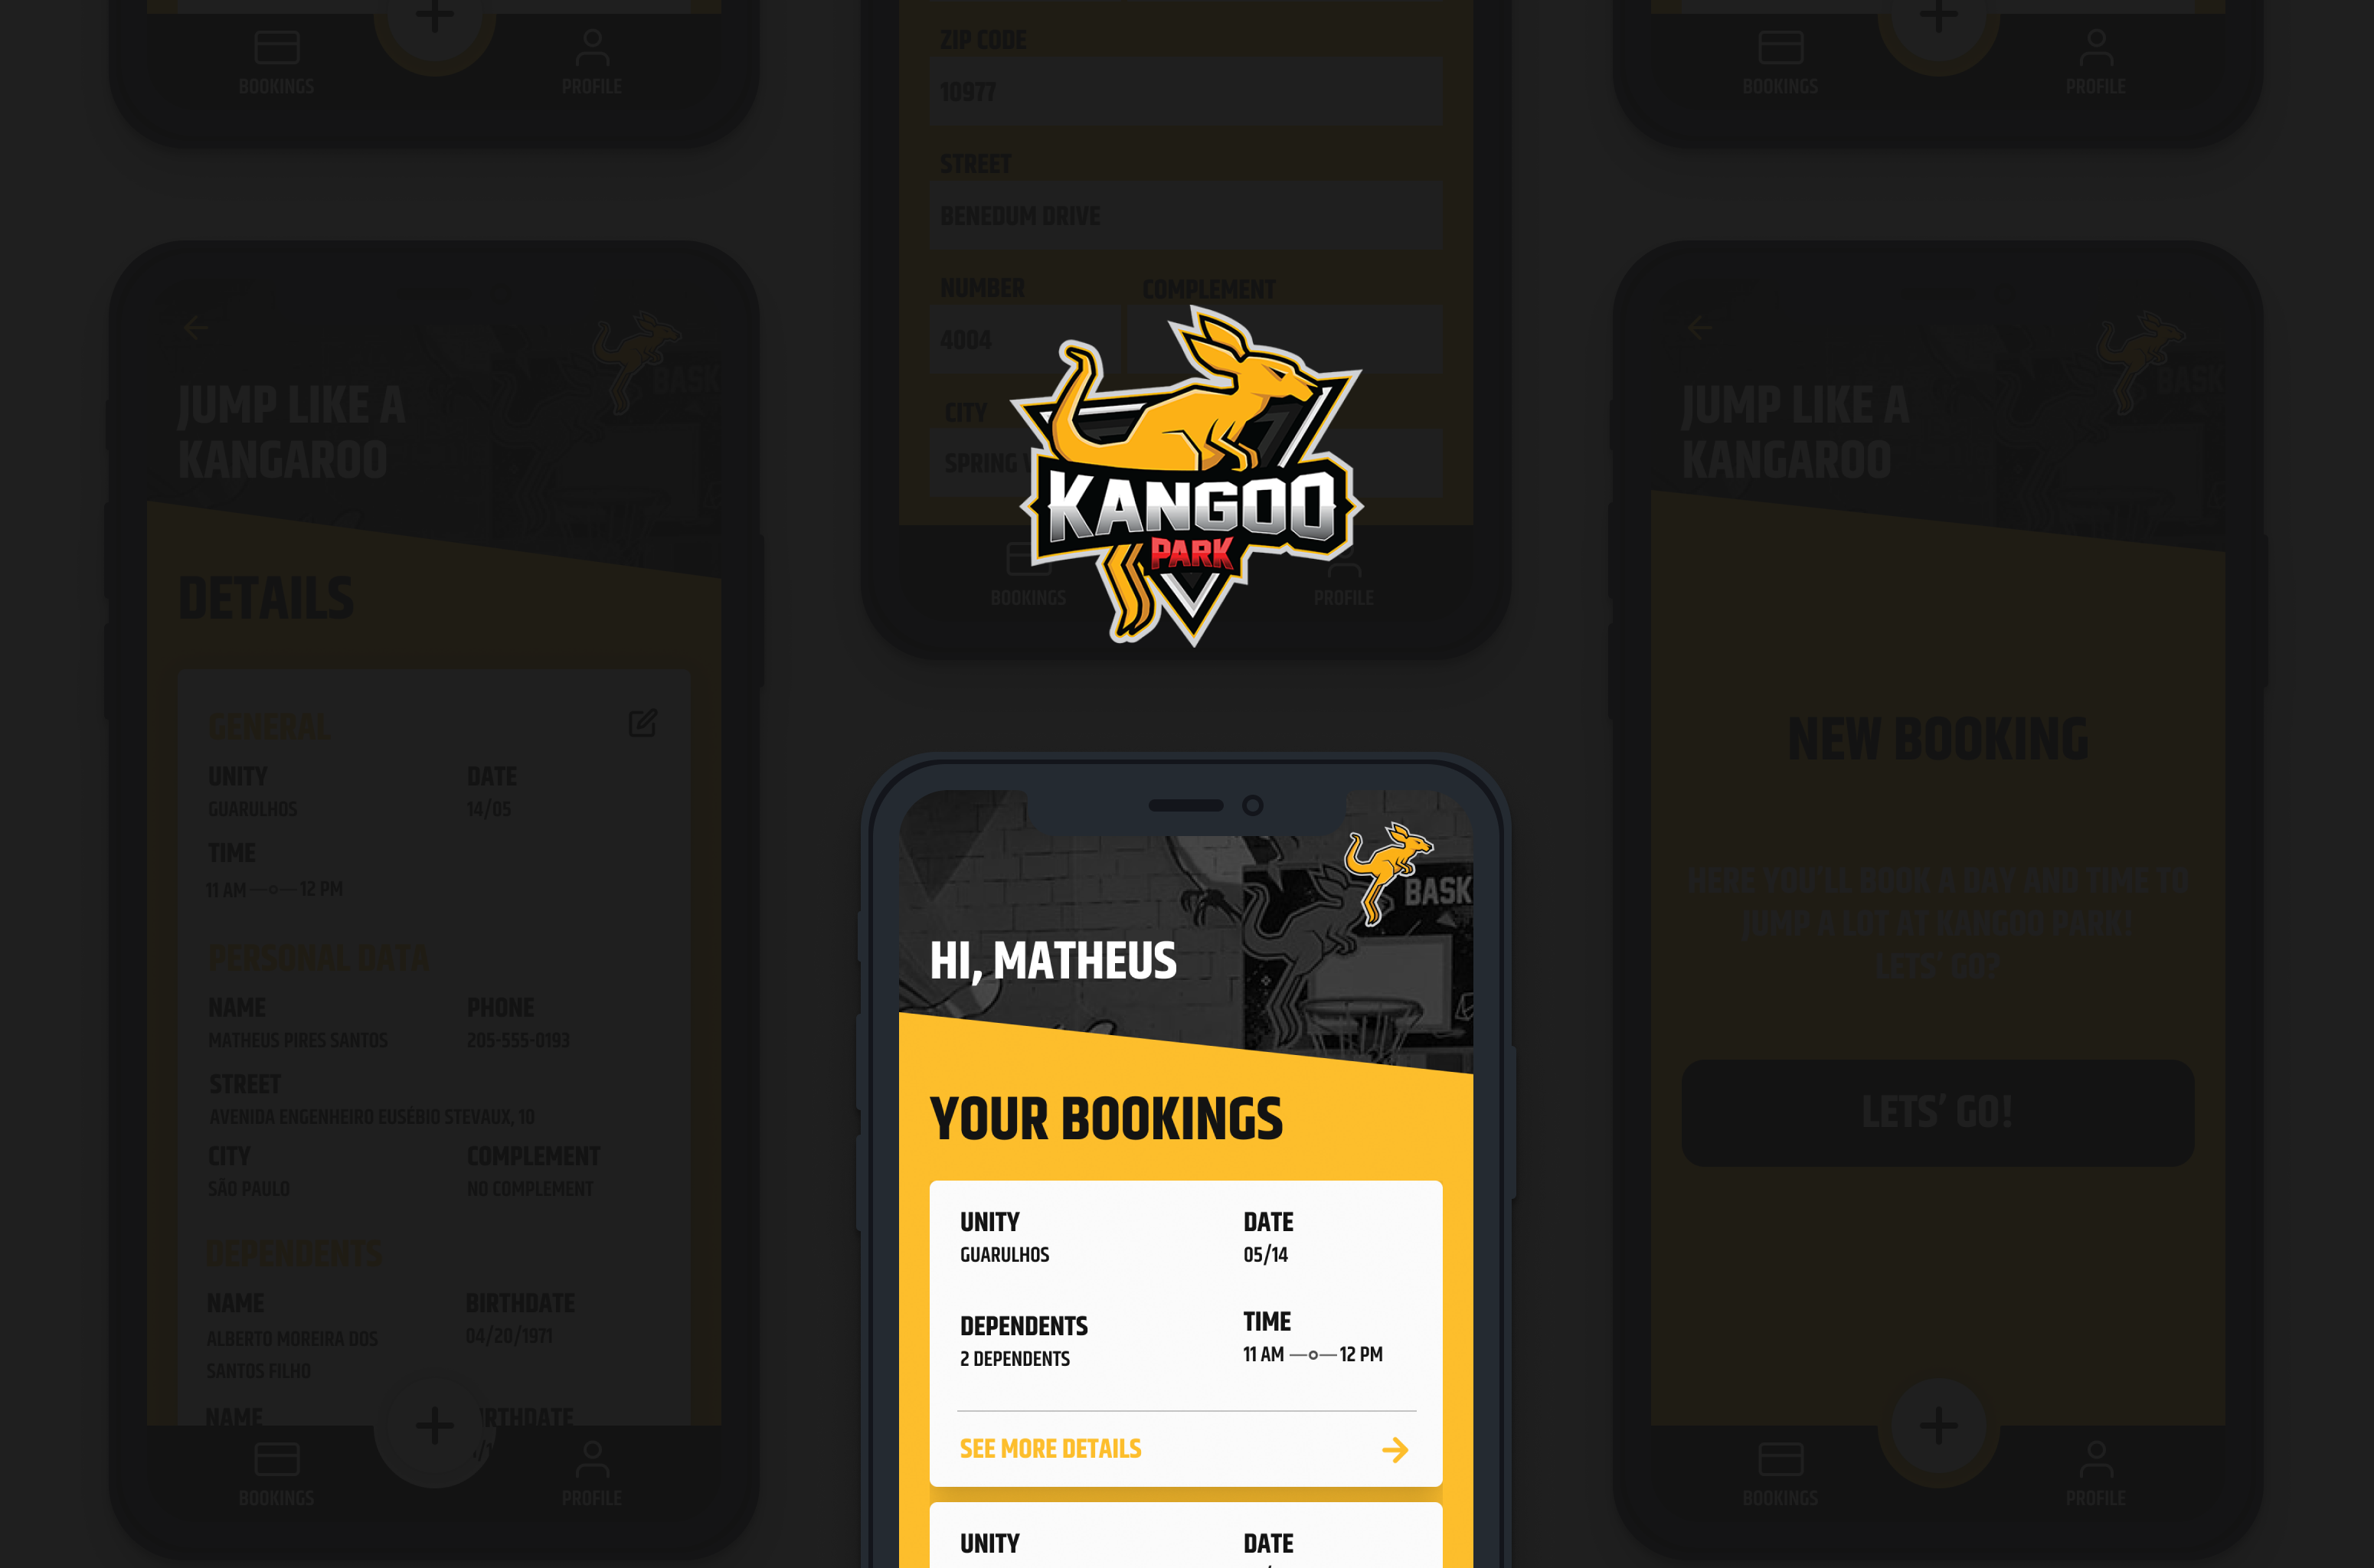 BOOKINGS
PROFILE
JUMP LIKE A
KANGAROO
BASK
DETAILS
GENERAL
UNITY
DATE
GUARULHOS
14/05
TIME
11 AM
12 PM
PERSONAL DATA
NAME
PHONE
MATHEUS PIRES SANTOS
205-555-0193
STREET
AVENIDA ENGENHEIRO EUSÉBIO STEVAUX, 10
CITY
COMPLEMENT
SÃO PAULO
NO COMPLEMENT
DEPENDENTS
NAME
BIRTHDATE
ALBERTO MOREIRA DOS
04/20/1971
SANTOS FILHO
NAME
RTHDATE
BOOKINGS
PROFILE
ZIP CODE
10977
STREET
BENEDUM DRIVE
NUMBER
COMPLEMENT
4004
CITY
SPRING
KANGOO
PARK
BOOKINGS
PROFILE
BASK
HI, MATHEUS
YOUR BOOKINGS
UNITY
DATE
GUARULHOS
05/14
DEPENDENTS
TIME
2 DEPENDENTS
11 AM
12 PM
SEE MORE DETAILS
UNITY
DATE
BOOKINGS
PROFILE
BASK
JUMP LIKE A
KANGAROO
NEW BOOKING
HERE YOU'LL BOOK A DAY AND TIME TO
JUMP A LOT AT KANGOO PARK!
LETS' GO?
LETS' GO!
BOOKINGS
PROFILE